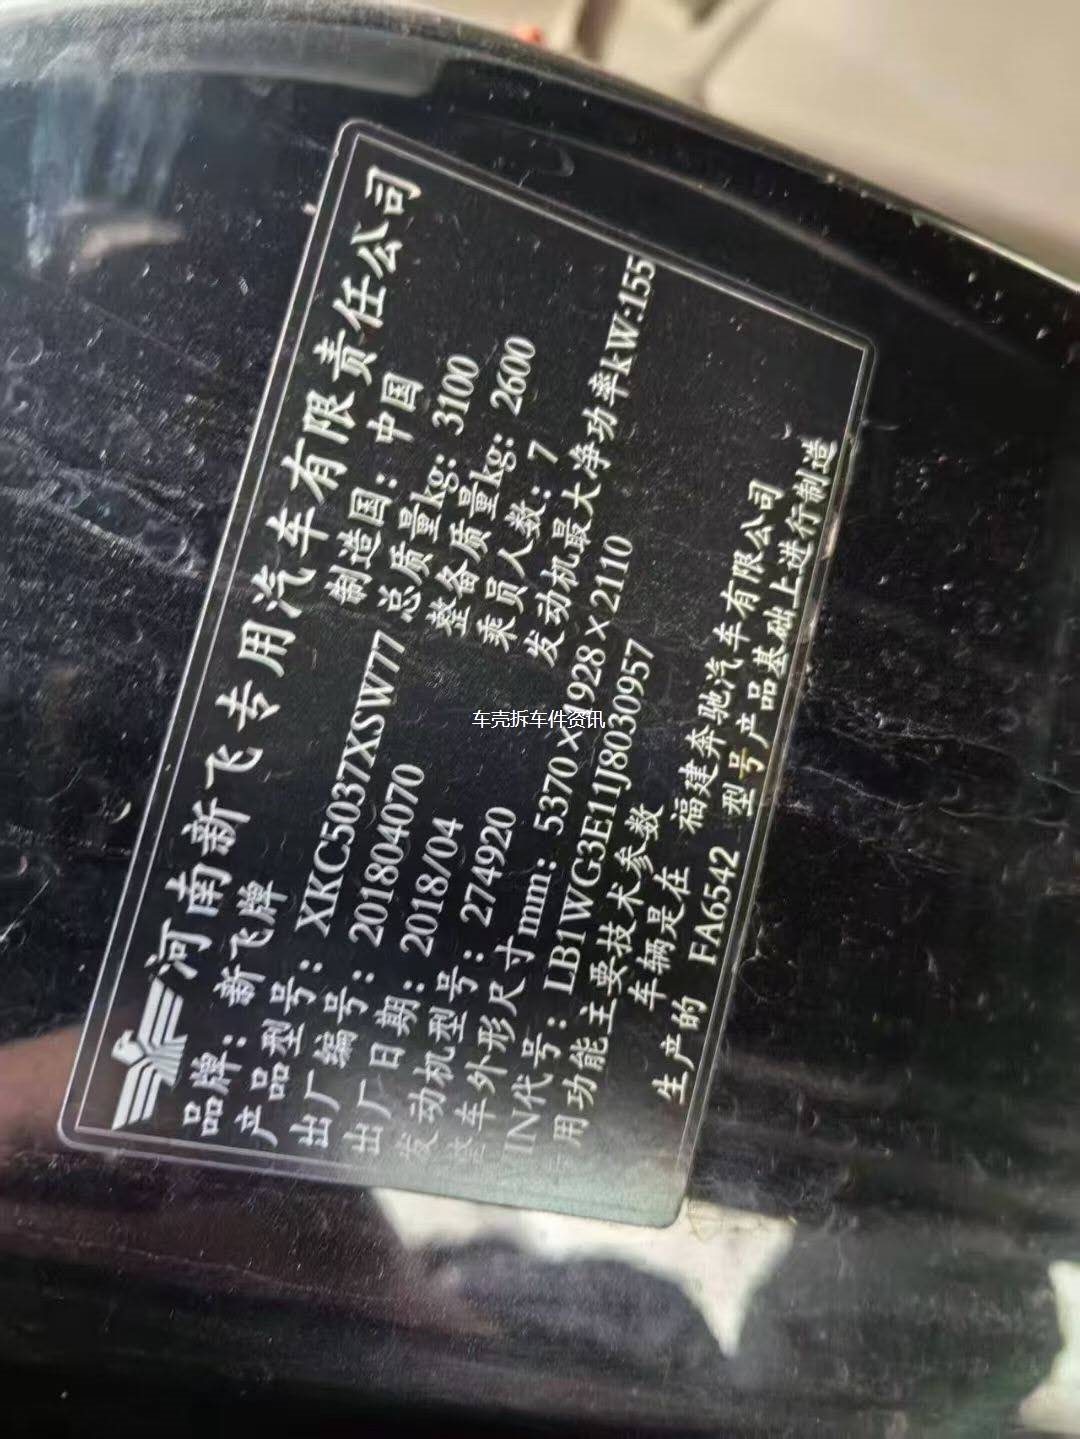 河南新飞专用汽车有限责任公司
品牌：新飞牌 制造国：中国
产品型号：XKC5037XSW77 总质量kg：3100
出厂编号：201804070 整备质量kg：2600
出厂日期：2018/04 乘员人数：7
发动机型号：274920 发动机最大净功率kW:155
整车外形尺寸mm：5370×1928×2110
IN代号：LB1WG3E11J8030957
用功能主要技术参数
车辆是在 福建奔驰汽车有限公司
生产的 FA6542 型号产品基础上进行制造
车壳拆车件资讯